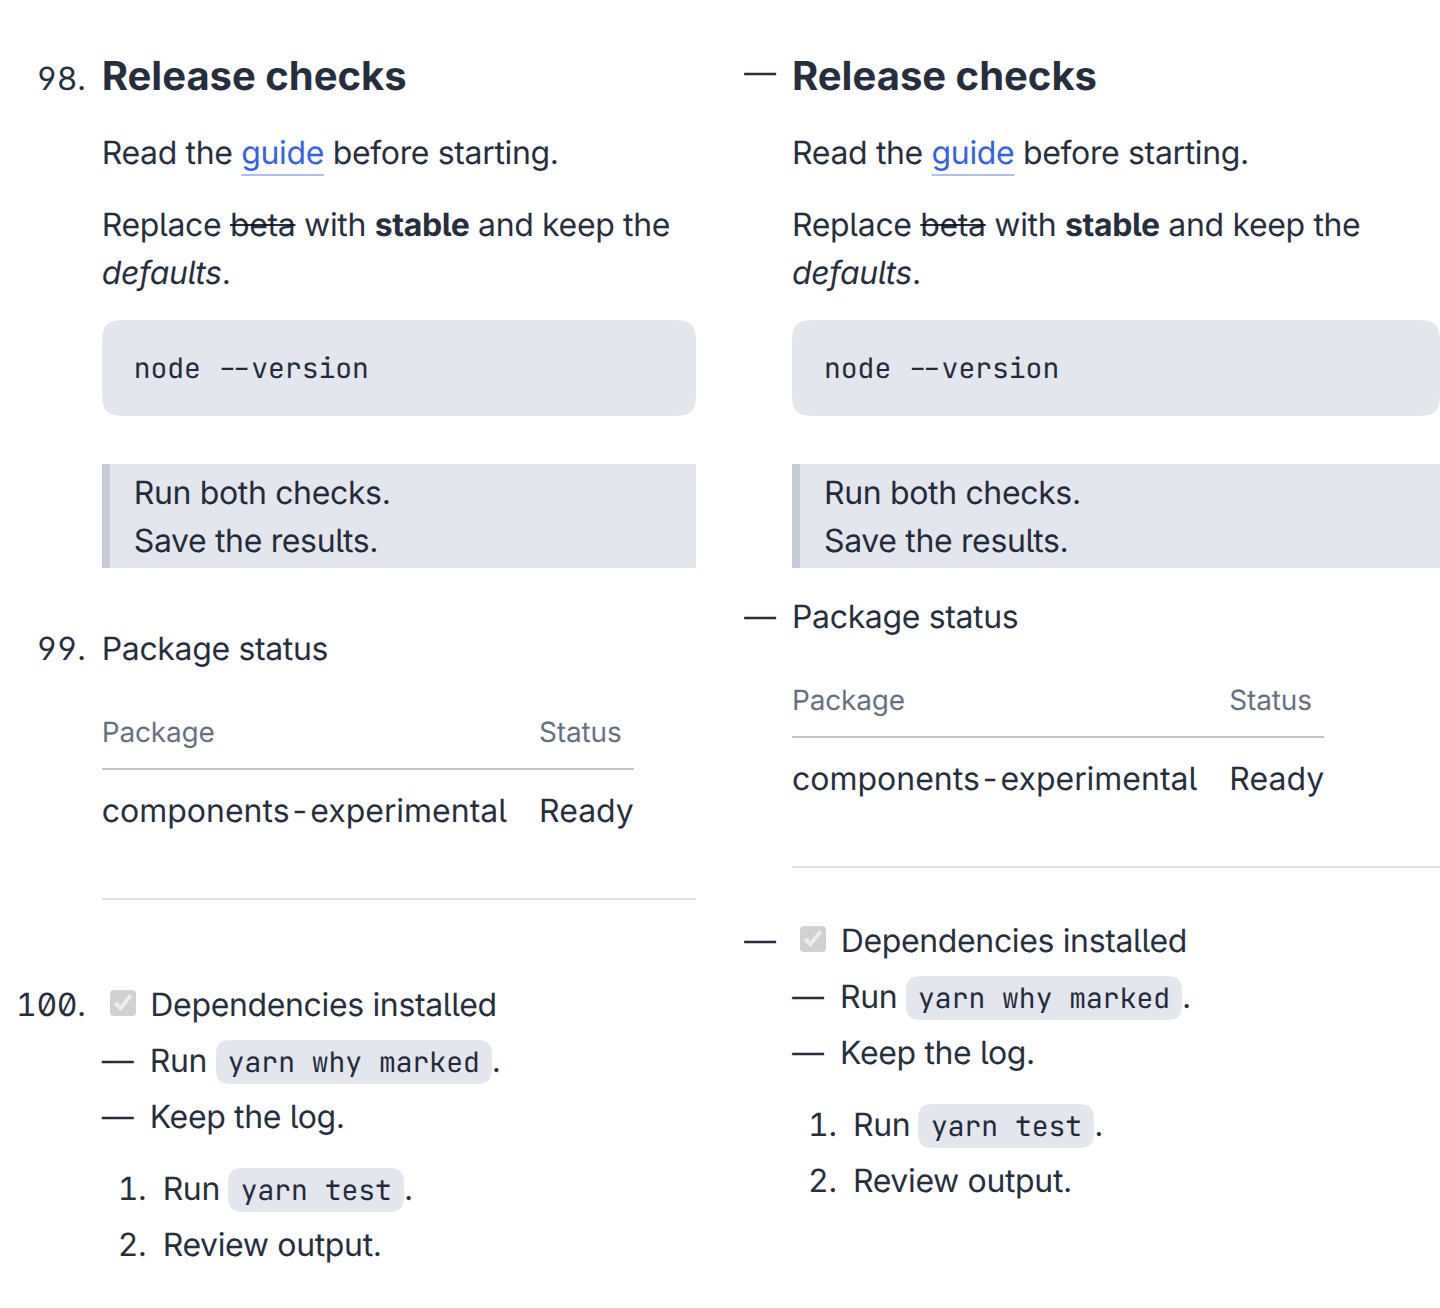 98. Release checks
Read the guide before starting.
Replace beta with stable and keep the
defaults.
node --version
Run both checks.
Save the results.
99. Package status
Package Status
components-experimental Ready
100. Dependencies installed
— Run yarn why marked.
— Keep the log.
1. Run yarn test.
2. Review output.
— Release checks
Read the guide before starting.
Replace beta with stable and keep the
defaults.
node --version
Run both checks.
Save the results.
— Package status
Package Status
components-experimental Ready
— Dependencies installed
— Run yarn why marked.
— Keep the log.
1. Run yarn test.
2. Review output.